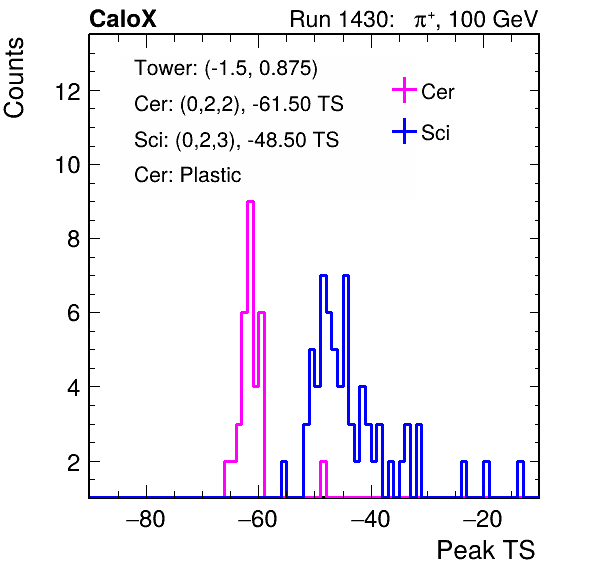 CaloX Run 1430: π⁺, 100 GeV
Counts
Tower: (-1.5, 0.875)
Cer: (0,2,2), -61.50 TS
Sci: (0,2,3), -48.50 TS
Cer: Plastic
Cer
Sci
12
10
8
6
4
2
−80 −60 −40 −20
Peak TS